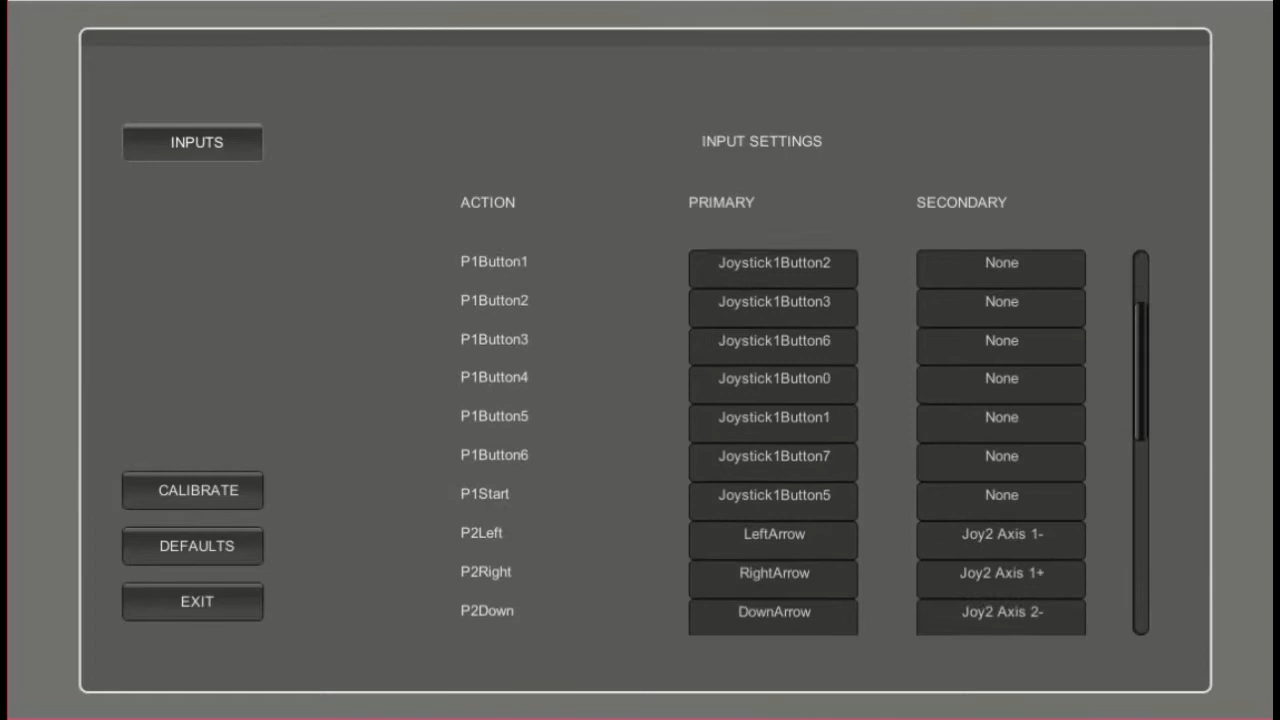 INPUTS
INPUT SETTINGS
ACTION PRIMARY SECONDARY
P1Button1 Joystick1Button2 None
P1Button2 Joystick1Button3 None
P1Button3 Joystick1Button6 None
P1Button4 Joystick1Button0 None
P1Button5 Joystick1Button1 None
P1Button6 Joystick1Button7 None
P1Start Joystick1Button5 None
P2Left LeftArrow Joy2 Axis 1-
P2Right RightArrow Joy2 Axis 1+
P2Down DownArrow Joy2 Axis 2-
CALIBRATE
DEFAULTS
EXIT